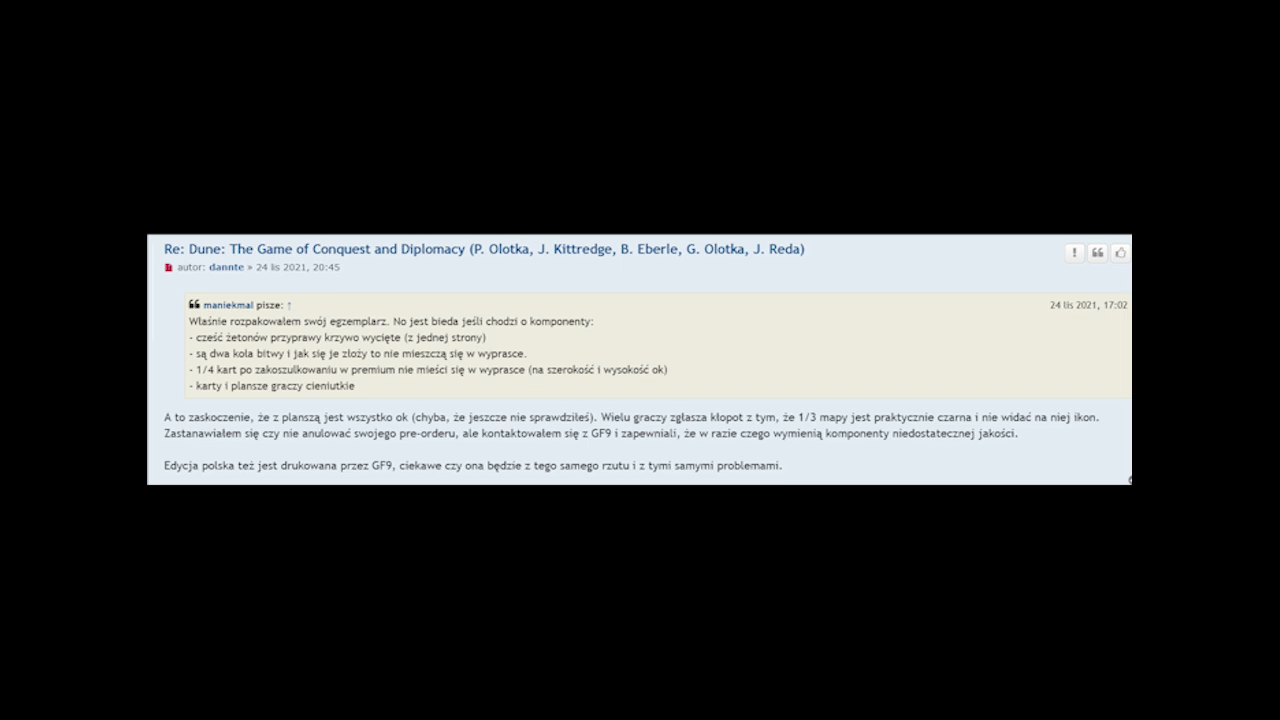 Re: Dune: The Game of Conquest and Diplomacy (P. Olotka, J. Kittredge, B. Eberle, G. Olotka, J. Reda)
autor: dannte » 24 lis 2021, 20:45
maniekmal pisze: ↑ 24 lis 2021, 17:02
Właśnie rozpakowałem swój egzemplarz. No jest bieda jeśli chodzi o komponenty:
- cześć żetonów przyprawy krzywo wycięte (z jednej strony)
- są dwa koła bitwy i jak się je złoży to nie mieszczą się w wyprasce.
- 1/4 kart po zakoszulkowaniu w premium nie mieści się w wyprasce (na szerokość i wysokość ok)
- karty i plansze graczy cieniutkie
A to zaskoczenie, że z planszą jest wszystko ok (chyba, że jeszcze nie sprawdziłeś). Wielu graczy zgłasza kłopot z tym, że 1/3 mapy jest praktycznie czarna i nie widać na niej ikon.
Zastanawiałem się czy nie anulować swojego pre-orderu, ale kontaktowałem się z GF9 i zapewniali, że w razie czego wymienią komponenty niedostatecznej jakości.
Edycja polska też jest drukowana przez GF9, ciekawe czy ona będzie z tego samego rzutu i z tymi samymi problemami.